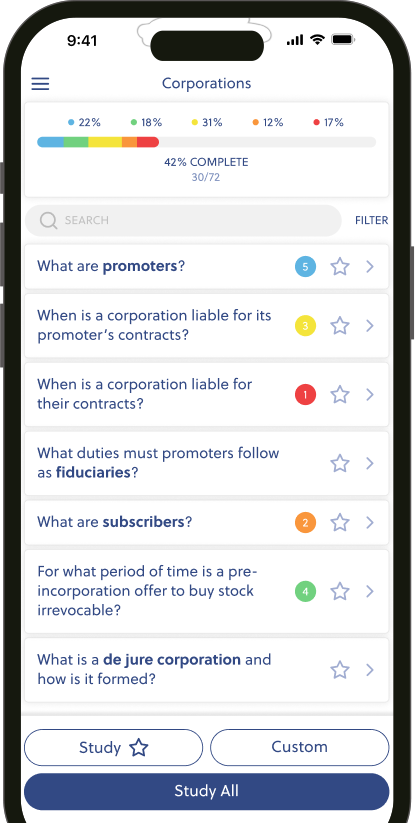 9:41
Corporations
22% 18% 31% 12% 17%
42% COMPLETE
30/72
SEARCH FILTER
What are promoters? 5
When is a corporation liable for its
promoter's contracts? 3
When is a corporation liable for
their contracts? 1
What duties must promoters follow
as fiduciaries?
What are subscribers? 2
For what period of time is a pre-
incorporation offer to buy stock 4
irrevocable?
What is a de jure corporation and
how is it formed?
Study Custom
Study All